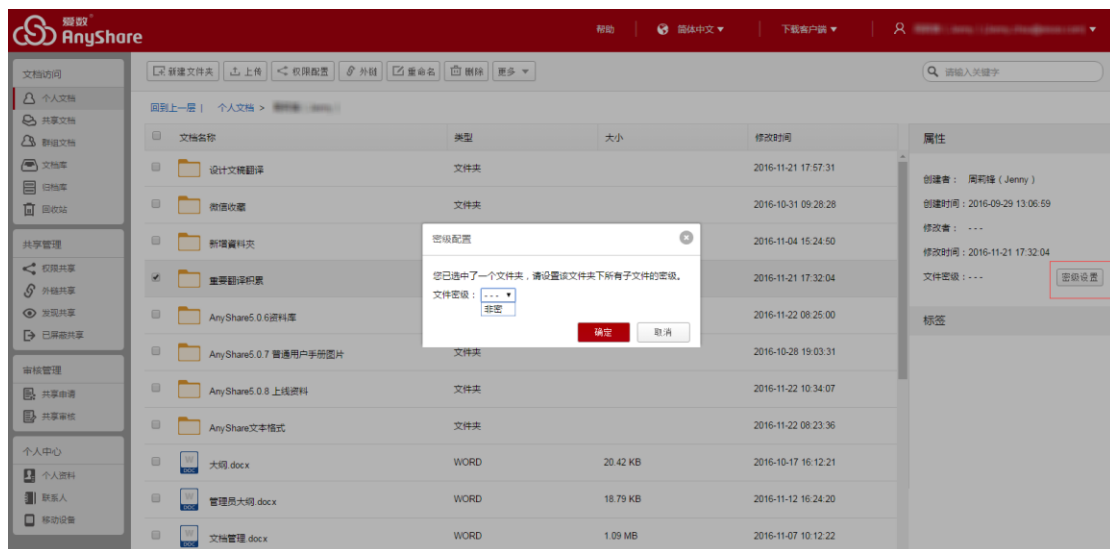 爱数
AnyShare
帮助
简体中文
下载客户端
文档访问
个人文档
共享文档
群组文档
文档库
归档库
回收站
共享管理
权限共享
外链共享
发现共享
已屏蔽共享
审核管理
共享申请
共享审核
个人中心
个人资料
联系人
移动设备
新建文件夹 上传 权限配置 外链 重命名 删除 更多
请输入关键字
回到上一层 | 个人文档 >
文档名称 类型 大小 修改时间
设计文稿翻译 文件夹 2016-11-21 17:57:31
微信收藏 文件夹 2016-10-31 09:28:28
新增資料夾 2016-11-04 15:24:50
重要翻译积累 2016-11-21 17:32:04
AnyShare5.0.6资料库 2016-11-22 08:25:00
AnyShare5.0.7 普通用户手册图片 文件夹 2016-10-28 19:03:31
AnyShare5.0.8 上线资料 文件夹 2016-11-22 10:34:07
AnyShare文本格式 文件夹 2016-11-22 08:23:36
大纲.docx WORD 20.42 KB 2016-10-17 16:12:21
管理员大纲.docx WORD 18.79 KB 2016-11-12 16:24:20
文档管理.docx WORD 1.09 MB 2016-11-07 10:12:22
密级配置
您已选中了一个文件夹，请设置该文件夹下所有子文件的密级。
文件密级： - - -
非密
确定 取消
属性
创建者： 周莉锋 ( Jenny )
创建时间：2016-09-29 13:06:59
修改者： - - -
修改时间：2016-11-21 17:32:04
文件密级：- - - 密级设置
标签